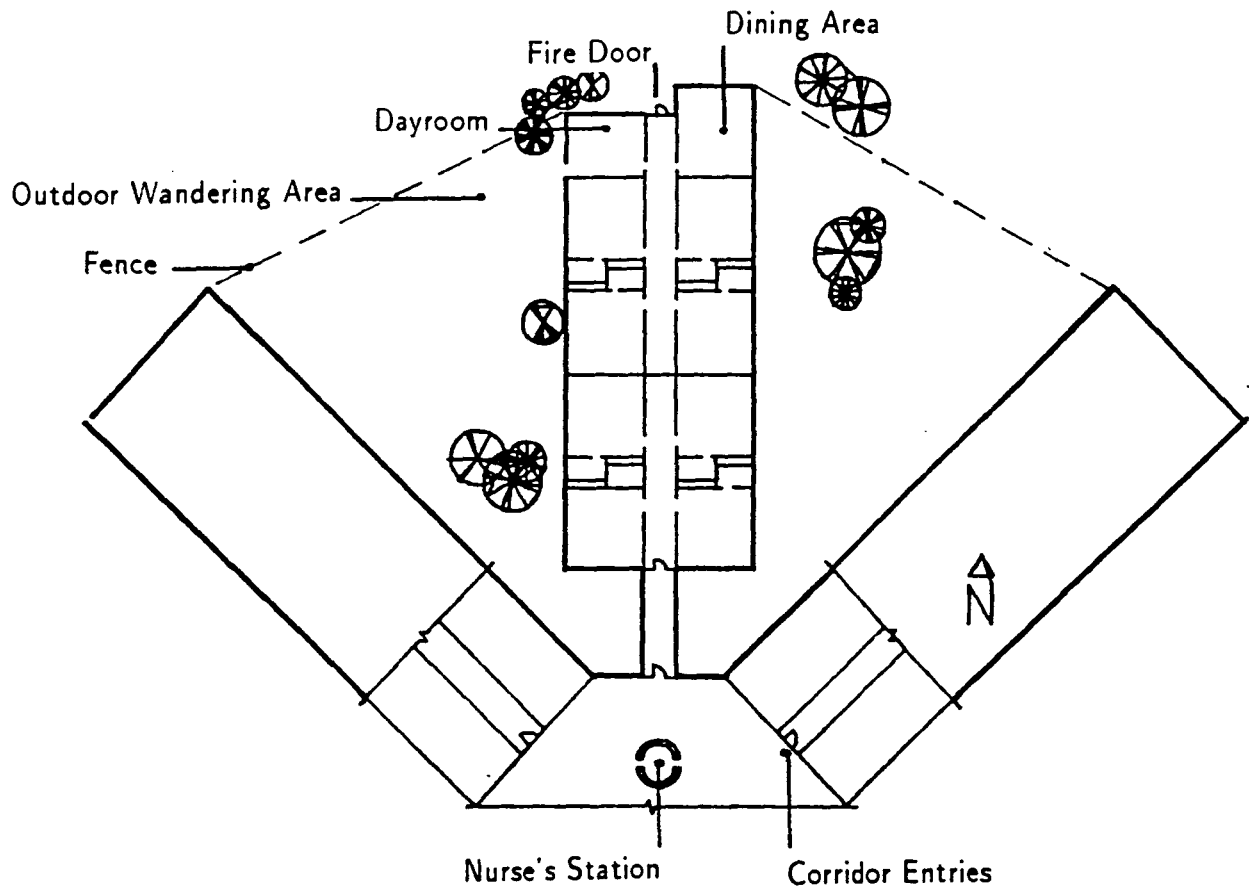 Dining Area
Fire Door
Dayroom
Outdoor Wandering Area
Fence
N
Nurse's Station
Corridor Entries